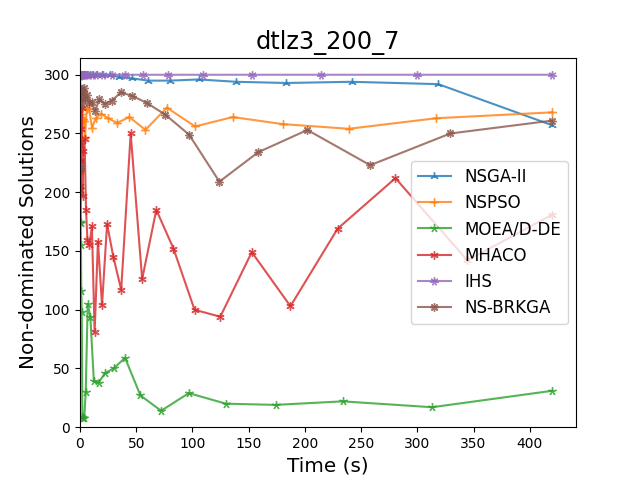 dtlz3_200_7
Non-dominated Solutions
300
250
200
150
100
50
0
NSGA-II
NSPSO
MOEA/D-DE
MHACO
IHS
NS-BRKGA
0 50 100 150 200 250 300 350 400
Time (s)